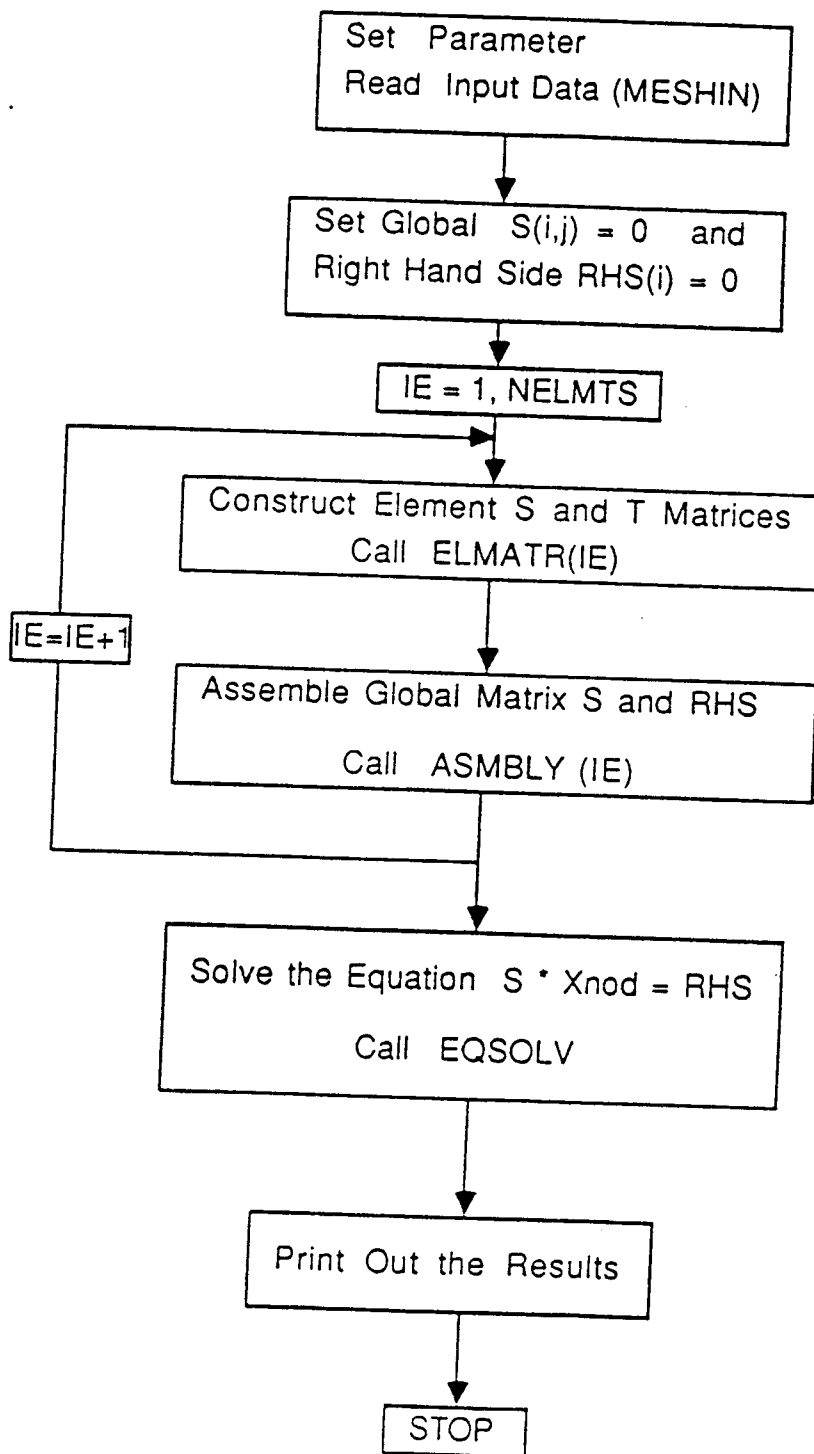 Set Parameter
Read Input Data (MESHIN)
Set Global S(i,j) = 0 and
Right Hand Side RHS(i) = 0
IE = 1, NELMTS
Construct Element S and T Matrices
Call ELMATR(IE)
IE=IE+1
Assemble Global Matrix S and RHS
Call ASMBLY (IE)
Solve the Equation S * Xnod = RHS
Call EQSOLV
Print Out the Results
STOP